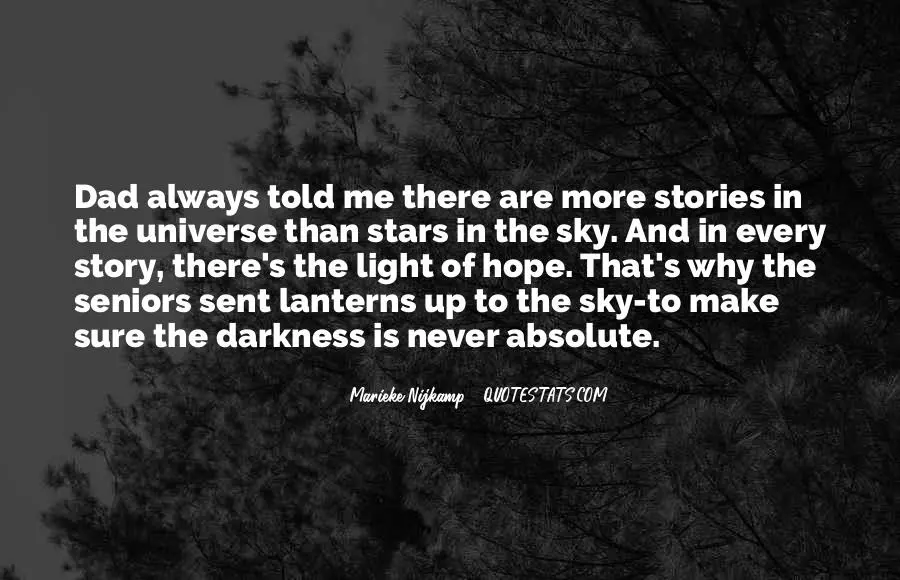 Dad always told me there are more stories in
the universe than stars in the sky. And in every
story, there's the light of hope. That's why the
seniors sent lanterns up to the sky-to make
sure the darkness is never absolute.
Marieke Nijkamp QUOTESTATS.COM